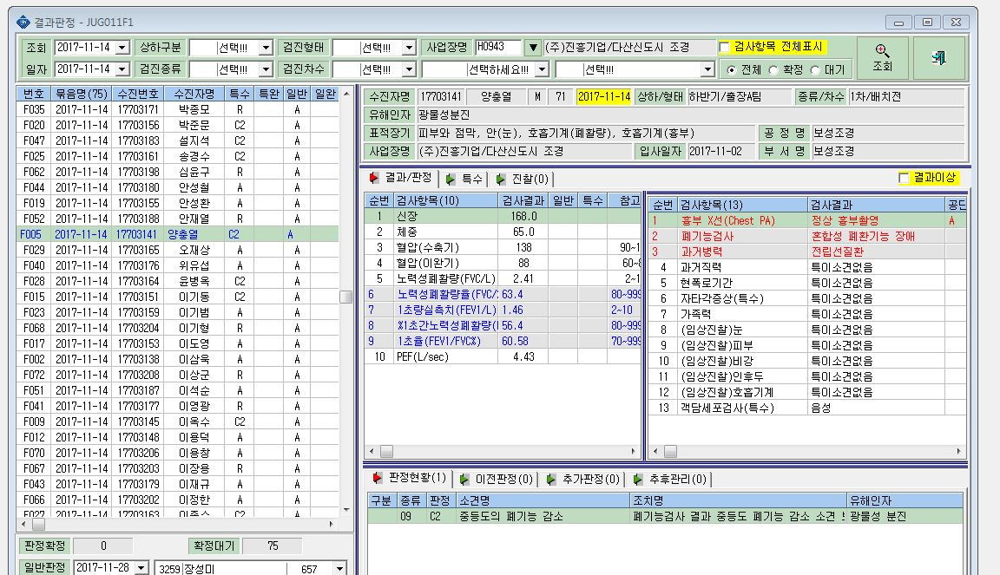 결과판정 - JUG011F1
조회 2017-11-14 상하구분 선택!!! 검진형태 선택!!! 사업장명 H0943 (주)진흥기업/다산신도시 조경 검사항목 전체표시 조회
일자 2017-11-14 검진종류 선택!!! 검진차수 선택!!! 선택하세요!!! 선택!!! 전체 확정 대기
번호 묶음명(75) 수진번호 수진자명 특수 특완 일반 일완
F035 2017-11-14 17703171 박종모 R A
F020 2017-11-14 17703156 박준문 C2 A
F047 2017-11-14 17703183 설지석 C2 A
F025 2017-11-14 17703161 송경수 C2 A
F062 2017-11-14 17703198 심윤구 R A
F044 2017-11-14 17703180 안성철 A A
F019 2017-11-14 17703155 안성환 A A
F052 2017-11-14 17703188 안재열 R A
F005 2017-11-14 17703141 양충열 C2 A
F029 2017-11-14 17703165 오재상 A A
F040 2017-11-14 17703176 위유섭 A A
F028 2017-11-14 17703164 윤병옥 C2 A
F015 2017-11-14 17703151 이기동 C2 A
F023 2017-11-14 17703159 이기범 A A
F068 2017-11-14 17703204 이기형 R A
F017 2017-11-14 17703153 이도영 A A
F002 2017-11-14 17703138 이삼옥 A A
F072 2017-11-14 17703208 이상군 R A
F051 2017-11-14 17703187 이석순 A A
F041 2017-11-14 17703177 이영광 R A
F009 2017-11-14 17703145 이옥수 C2 A
F012 2017-11-14 17703148 이용덕 A A
F070 2017-11-14 17703206 이용창 A A
F067 2017-11-14 17703203 이장용 R A
F043 2017-11-14 17703179 이재규 A A
F066 2017-11-14 17703202 이정한 A A
F027 2017-11-14 17703163 C2 A
판정확정 0 확정대기 75
일반판정 2017-11-28 3259 장성미 657
수진자명 17703141 양충열 M 71 2017-11-14 상하/형태 하반기/출장A팀 종류/차수 1차/배치전
유해인자 광물성분진
표적장기 피부와 점막, 안(눈), 호흡기계(폐활량), 호흡기계(흉부) 공 정 명 보성조경
사업장명 (주)진흥기업/다산신도시 조경 입사일자 2017-11-02 부 서 명 보성조경
결과/판정 특수 진찰(0) 결과이상
순번 검사항목(10) 검사결과 일반 특수 참고
1 신장 168.0
2 체중 65.0
3 혈압(수축기) 138 90~1
4 혈압(이완기) 88 60~8
5 노력성폐활량(FVC/L) 2.41 2~1
6 노력성폐활량율(FVC/ 63.4 80~999
7 1초량실측치(FEV1/L) 1.46 2~10
8 %1초간노력성폐활량( 56.4 80~999
9 1초율(FEV1/FVC%) 60.58 70~999
10 PEF(L/sec) 4.43
순번 검사항목(13) 검사결과 공단
1 흉부 X선(Chest PA) 정상 흉부촬영 A
2 폐기능검사 혼합성 폐환기능 장애
3 과거병력 전립선질환
4 과거직력 특이소견없음
5 현폭로기간 특이소견없음
6 자타각증상(특수) 특이소견없음
7 가족력 특이소견없음
8 (임상진찰)눈 특이소견없음
9 (임상진찰)피부 특이소견없음
10 (임상진찰)비강 특이소견없음
11 (임상진찰)인후두 특이소견없음
12 (임상진찰)호흡기계 특이소견없음
13 객담세포검사(특수) 음성
판정현황(1) 이전판정(0) 추가판정(0) 추후관리(0)
구분 종류 판정 소견명 조치명 유해인자
09 C2 중등도의 폐기능 감소 폐기능검사 결과 중등도 폐기능 감소 소견 광물성 분진